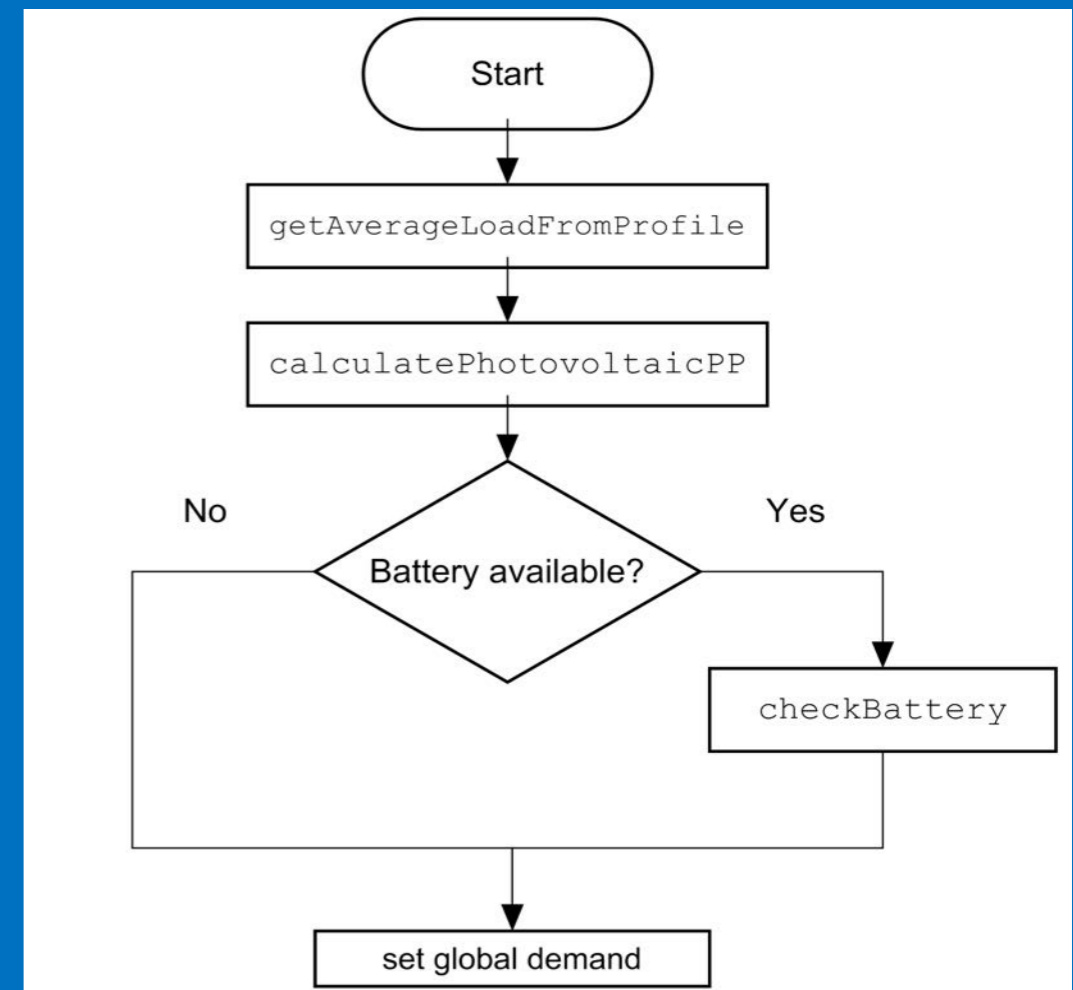 Start
getAverageLoadFromProfile
calculatePhotovoltaicPP
No
Yes
Battery available?
checkBattery
set global demand